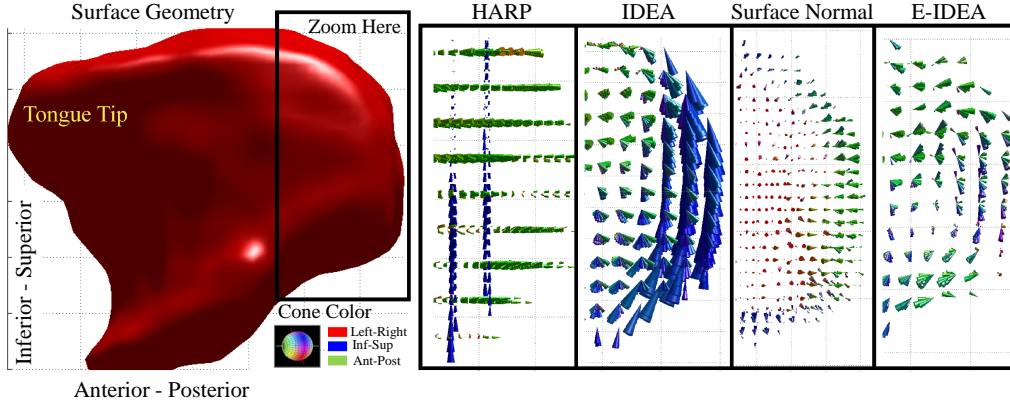 Surface Geometry
Zoom Here
HARP
IDEA
Surface Normal
E-IDEA
Tongue Tip
Inferior - Superior
Cone Color
Left-Right
Inf-Sup
Ant-Post
Anterior - Posterior